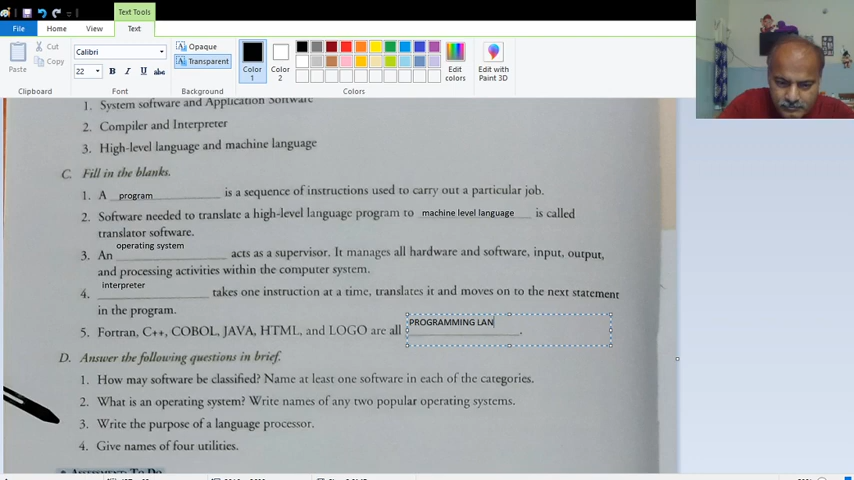 Text Tools
File
Home
View
Text
Cut
Copy
Paste
Clipboard
Calibri
22
B I U abc
Font
Opaque
Transparent
Background
Color 1
Color 2
Colors
Edit colors
Edit with Paint 3D
1. System software and Application Software
2. Compiler and Interpreter
3. High-level language and machine language
C. Fill in the blanks.
1. A program is a sequence of instructions used to carry out a particular job.
2. Software needed to translate a high-level language program to machine level language is called
translator software.
operating system
3. An acts as a supervisor. It manages all hardware and software, input, output,
and processing activities within the computer system.
interpreter
4. takes one instruction at a time, translates it and moves on to the next statement
in the program.
PROGRAMMING LAN
5. Fortran, C++, COBOL, JAVA, HTML, and LOGO are all .
D. Answer the following questions in brief.
1. How may software be classified? Name at least one software in each of the categories.
2. What is an operating system? Write names of any two popular operating systems.
3. Write the purpose of a language processor.
4. Give names of four utilities.